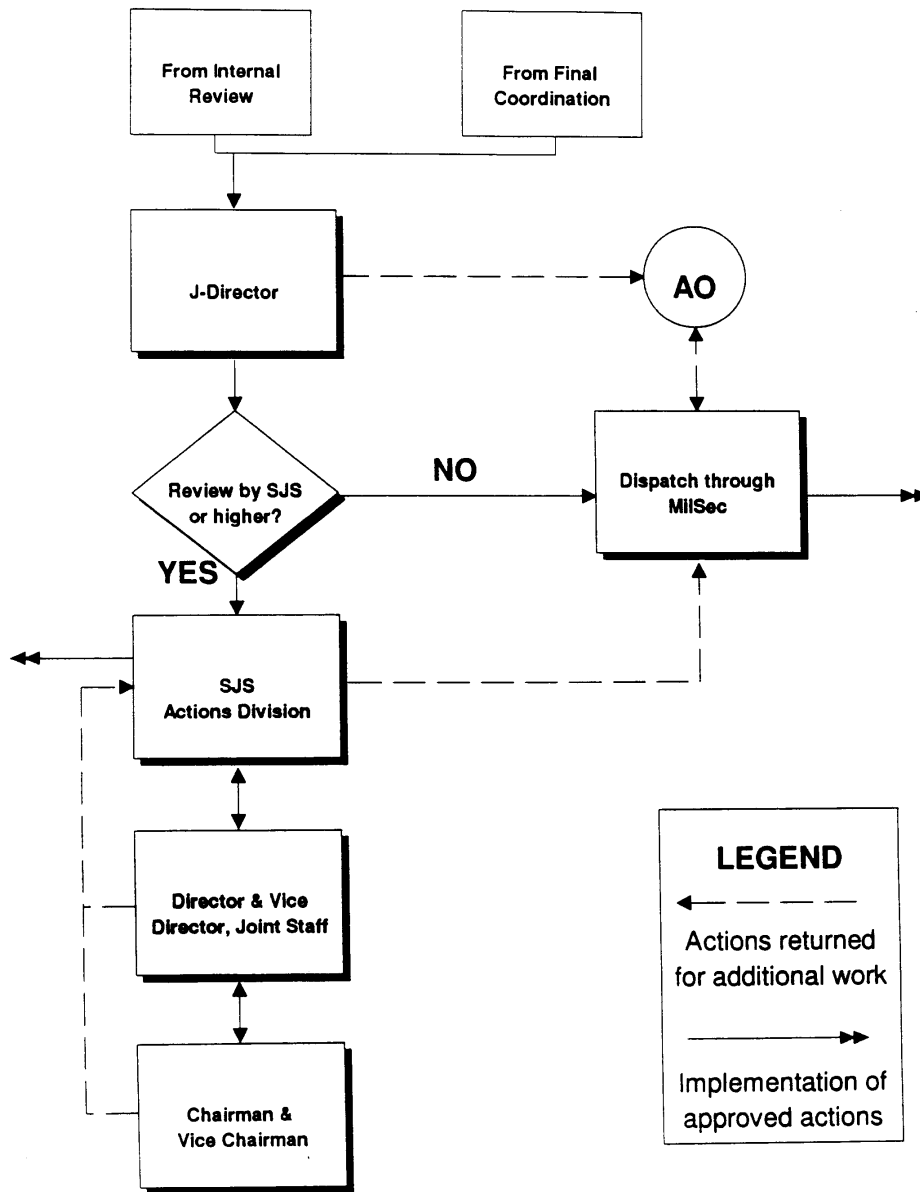 From Internal
Review
From Final
Coordination
J-Director
AO
Review by SJS
or higher?
NO
Dispatch through
MilSec
YES
SJS
Actions Division
Director & Vice
Director, Joint Staff
Chairman &
Vice Chairman
LEGEND
Actions returned
for additional work
Implementation of
approved actions